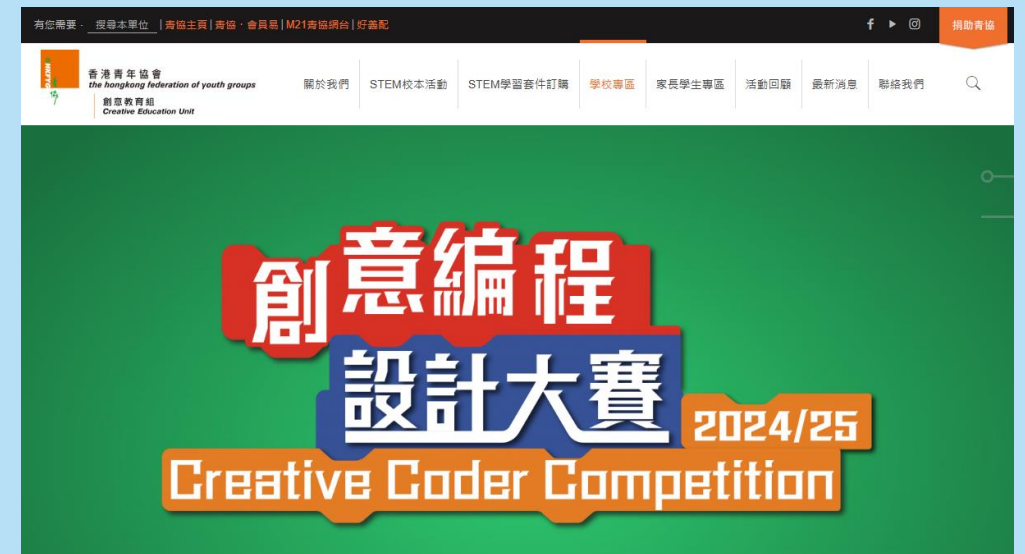 有您需要． 搜尋本單位 | 青協主頁 | 青協．會員易 | M21青協網台 | 好義配
捐助青協
HKFYG
香港青年協會
the hongkong federation of youth groups
創意教育組
Creative Education Unit
關於我們 STEM校本活動 STEM學習套件訂購 學校專區 家長學生專區 活動回顧 最新消息 聯絡我們
創意編程
設計大賽 2024/25
Creative Coder Competition